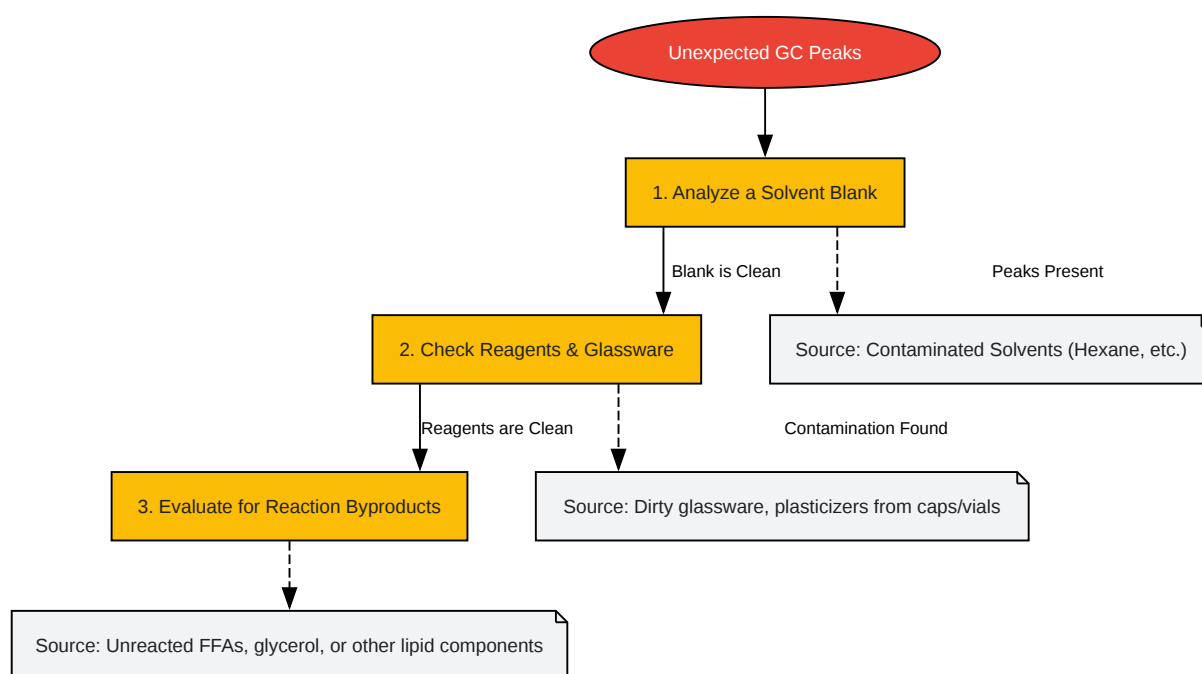 Unexpected GC Peaks
1. Analyze a Solvent Blank
Blank is Clean
Peaks Present
2. Check Reagents & Glassware
Source: Contaminated Solvents (Hexane, etc.)
Reagents are Clean
Contamination Found
3. Evaluate for Reaction Byproducts
Source: Dirty glassware, plasticizers from caps/vials
Source: Unreacted FFAs, glycerol, or other lipid components